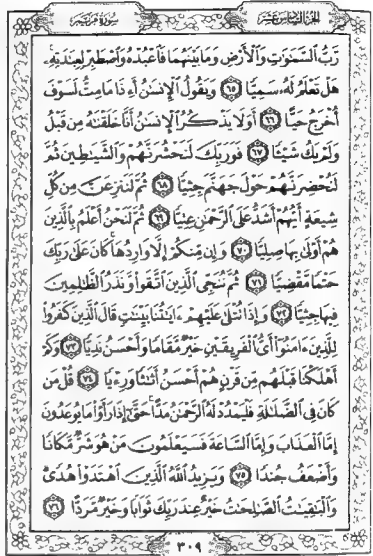 الجزء السادس عشر سورة مريم
رَّبُّ السَّمَٰوَٰتِ وَالْأَرْضِ وَمَا بَيْنَهُمَا فَاعْبُدْهُ وَاصْطَبِرْ لِعِبَٰدَتِهِۦ
هَلْ تَعْلَمُ لَهُۥ سَمِيًّا ٦٥ وَيَقُولُ الْإِنسَٰنُ أَءِذَا مَا مِتُّ لَسَوْفَ
أُخْرَجُ حَيًّا ٦٦ أَوَلَا يَذْكُرُ الْإِنسَٰنُ أَنَّا خَلَقْنَٰهُ مِن قَبْلُ
وَلَمْ يَكُ شَيْـًٔا ٦٧ فَوَرَبِّكَ لَنَحْشُرَنَّهُمْ وَالشَّيَٰطِينَ ثُمَّ
لَنُحْضِرَنَّهُمْ حَوْلَ جَهَنَّمَ جِثِيًّا ٦٨ ثُمَّ لَنَنزِعَنَّ مِن كُلِّ
شِيعَةٍ أَيُّهُمْ أَشَدُّ عَلَى الرَّحْمَٰنِ عِتِيًّا ٦٩ ثُمَّ لَنَحْنُ أَعْلَمُ بِالَّذِينَ
هُمْ أَوْلَىٰ بِهَا صِلِيًّا ٧٠ وَإِن مِّنكُمْ إِلَّا وَارِدُهَا كَانَ عَلَىٰ رَبِّكَ
حَتْمًا مَّقْضِيًّا ٧١ ثُمَّ نُنَجِّى الَّذِينَ اتَّقَوا وَّنَذَرُ الظَّٰلِمِينَ
فِيهَا جِثِيًّا ٧٢ وَإِذَا تُتْلَىٰ عَلَيْهِمْ ءَايَٰتُنَا بَيِّنَٰتٍ قَالَ الَّذِينَ كَفَرُوا
لِلَّذِينَ ءَامَنُوٓا أَىُّ الْفَرِيقَيْنِ خَيْرٌ مَّقَامًا وَأَحْسَنُ نَدِيًّا ٧٣ وَكَمْ
أَهْلَكْنَا قَبْلَهُم مِّن قَرْنٍ هُمْ أَحْسَنُ أَثَٰثًا وَرِءْيًا ٧٤ قُلْ مَن
كَانَ فِى الضَّلَٰلَةِ فَلْيَمْدُدْ لَهُ الرَّحْمَٰنُ مَدًّا حَتَّىٰٓ إِذَا رَأَوْا مَا يُوعَدُونَ
إِمَّا الْعَذَابَ وَإِمَّا السَّاعَةَ فَسَيَعْلَمُونَ مَنْ هُوَ شَرٌّ مَّكَانًا
وَأَضْعَفُ جُندًا ٧٥ وَيَزِيدُ اللَّهُ الَّذِينَ اهْتَدَوْا هُدًى
وَالْبَٰقِيَٰتُ الصَّٰلِحَٰتُ خَيْرٌ عِندَ رَبِّكَ ثَوَابًا وَخَيْرٌ مَّرَدًّا ٧٦
٣٠٩